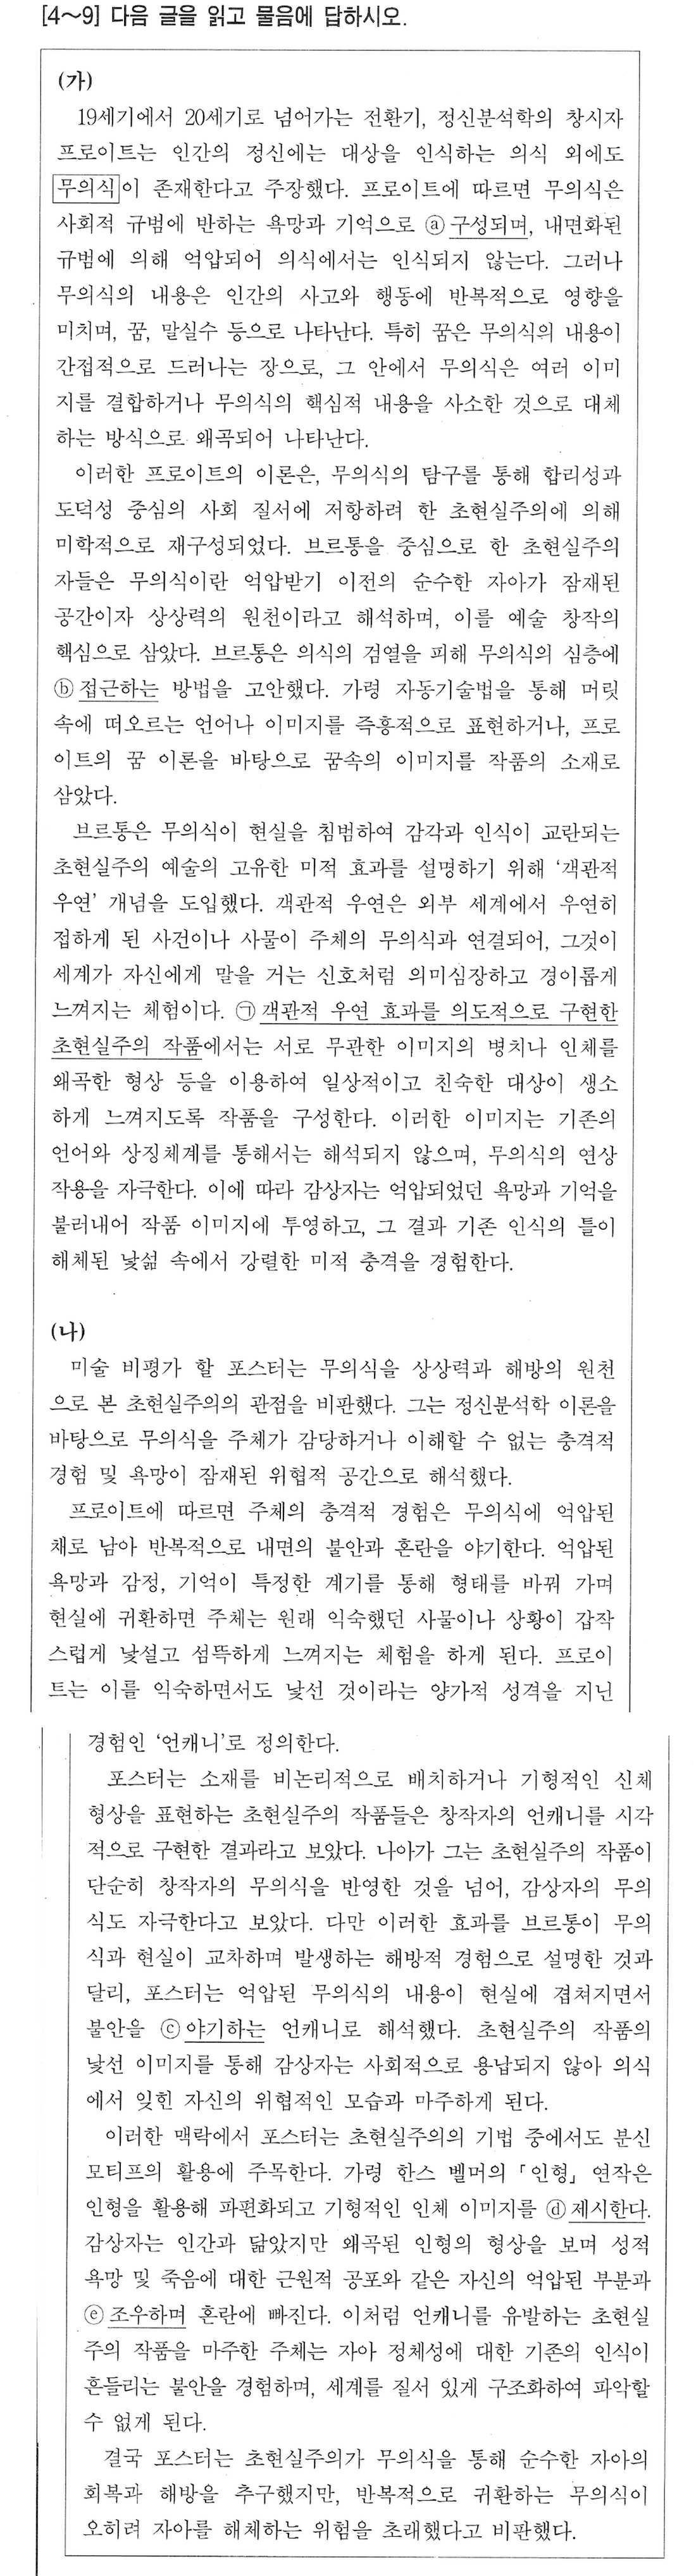 [4～9] 다음 글을 읽고 물음에 답하시오.
(가)
19세기에서 20세기로 넘어가는 전환기, 정신분석학의 창시자
프로이트는 인간의 정신에는 대상을 인식하는 의식 외에도
무의식이 존재한다고 주장했다. 프로이트에 따르면 무의식은
사회적 규범에 반하는 욕망과 기억으로 ⓐ구성되며, 내면화된
규범에 의해 억압되어 의식에서는 인식되지 않는다. 그러나
무의식의 내용은 인간의 사고와 행동에 반복적으로 영향을
미치며, 꿈, 말실수 등으로 나타난다. 특히 꿈은 무의식의 내용이
간접적으로 드러나는 장으로, 그 안에서 무의식은 여러 이미
지를 결합하거나 무의식의 핵심적 내용을 사소한 것으로 대체
하는 방식으로 왜곡되어 나타난다.
이러한 프로이트의 이론은, 무의식의 탐구를 통해 합리성과
도덕성 중심의 사회 질서에 저항하려 한 초현실주의에 의해
미학적으로 재구성되었다. 브르통을 중심으로 한 초현실주의
자들은 무의식이란 억압받기 이전의 순수한 자아가 잠재된
공간이자 상상력의 원천이라고 해석하며, 이를 예술 창작의
핵심으로 삼았다. 브르통은 의식의 검열을 피해 무의식의 심층에
ⓑ접근하는 방법을 고안했다. 가령 자동기술법을 통해 머릿
속에 떠오르는 언어나 이미지를 즉흥적으로 표현하거나, 프로
이트의 꿈 이론을 바탕으로 꿈속의 이미지를 작품의 소재로
삼았다.
브르통은 무의식이 현실을 침범하여 감각과 인식이 교란되는
초현실주의 예술의 고유한 미적 효과를 설명하기 위해 ‘객관적
우연’ 개념을 도입했다. 객관적 우연은 외부 세계에서 우연히
접하게 된 사건이나 사물이 주체의 무의식과 연결되어, 그것이
세계가 자신에게 말을 거는 신호처럼 의미심장하고 경이롭게
느껴지는 체험이다. ㉠객관적 우연 효과를 의도적으로 구현한
초현실주의 작품에서는 서로 무관한 이미지의 병치나 인체를
왜곡한 형상 등을 이용하여 일상적이고 친숙한 대상이 생소
하게 느껴지도록 작품을 구성한다. 이러한 이미지는 기존의
언어와 상징체계를 통해서는 해석되지 않으며, 무의식의 연상
작용을 자극한다. 이에 따라 감상자는 억압되었던 욕망과 기억을
불러내어 작품 이미지에 투영하고, 그 결과 기존 인식의 틀이
해체된 낯섦 속에서 강렬한 미적 충격을 경험한다.
(나)
미술 비평가 할 포스터는 무의식을 상상력과 해방의 원천
으로 본 초현실주의의 관점을 비판했다. 그는 정신분석학 이론을
바탕으로 무의식을 주체가 감당하거나 이해할 수 없는 충격적
경험 및 욕망이 잠재된 위협적 공간으로 해석했다.
프로이트에 따르면 주체의 충격적 경험은 무의식에 억압된
채로 남아 반복적으로 내면의 불안과 혼란을 야기한다. 억압된
욕망과 감정, 기억이 특정한 계기를 통해 형태를 바꿔 가며
현실에 귀환하면 주체는 원래 익숙했던 사물이나 상황이 갑작
스럽게 낯설고 섬뜩하게 느껴지는 체험을 하게 된다. 프로이
트는 이를 익숙하면서도 낯선 것이라는 양가적 성격을 지닌
경험인 ‘언캐니’로 정의한다.
포스터는 소재를 비논리적으로 배치하거나 기형적인 신체
형상을 표현하는 초현실주의 작품들은 창작자의 언캐니를 시각
적으로 구현한 결과라고 보았다. 나아가 그는 초현실주의 작품이
단순히 창작자의 무의식을 반영한 것을 넘어, 감상자의 무의
식도 자극한다고 보았다. 다만 이러한 효과를 브르통이 무의
식과 현실이 교차하며 발생하는 해방적 경험으로 설명한 것과
달리, 포스터는 억압된 무의식의 내용이 현실에 겹쳐지면서
불안을 ⓒ야기하는 언캐니로 해석했다. 초현실주의 작품의
낯선 이미지를 통해 감상자는 사회적으로 용납되지 않아 의식
에서 잊힌 자신의 위협적인 모습과 마주하게 된다.
이러한 맥락에서 포스터는 초현실주의의 기법 중에서도 분신
모티프의 활용에 주목한다. 가령 한스 벨머의 「인형」 연작은
인형을 활용해 파편화되고 기형적인 인체 이미지를 ⓓ제시한다.
감상자는 인간과 닮았지만 왜곡된 인형의 형상을 보며 성적
욕망 및 죽음에 대한 근원적 공포와 같은 자신의 억압된 부분과
ⓔ조우하며 혼란에 빠진다. 이처럼 언캐니를 유발하는 초현실
주의 작품을 마주한 주체는 자아 정체성에 대한 기존의 인식이
흔들리는 불안을 경험하며, 세계를 질서 있게 구조화하여 파악할
수 없게 된다.
결국 포스터는 초현실주의가 무의식을 통해 순수한 자아의
회복과 해방을 추구했지만, 반복적으로 귀환하는 무의식이
오히려 자아를 해체하는 위험을 초래했다고 비판했다.